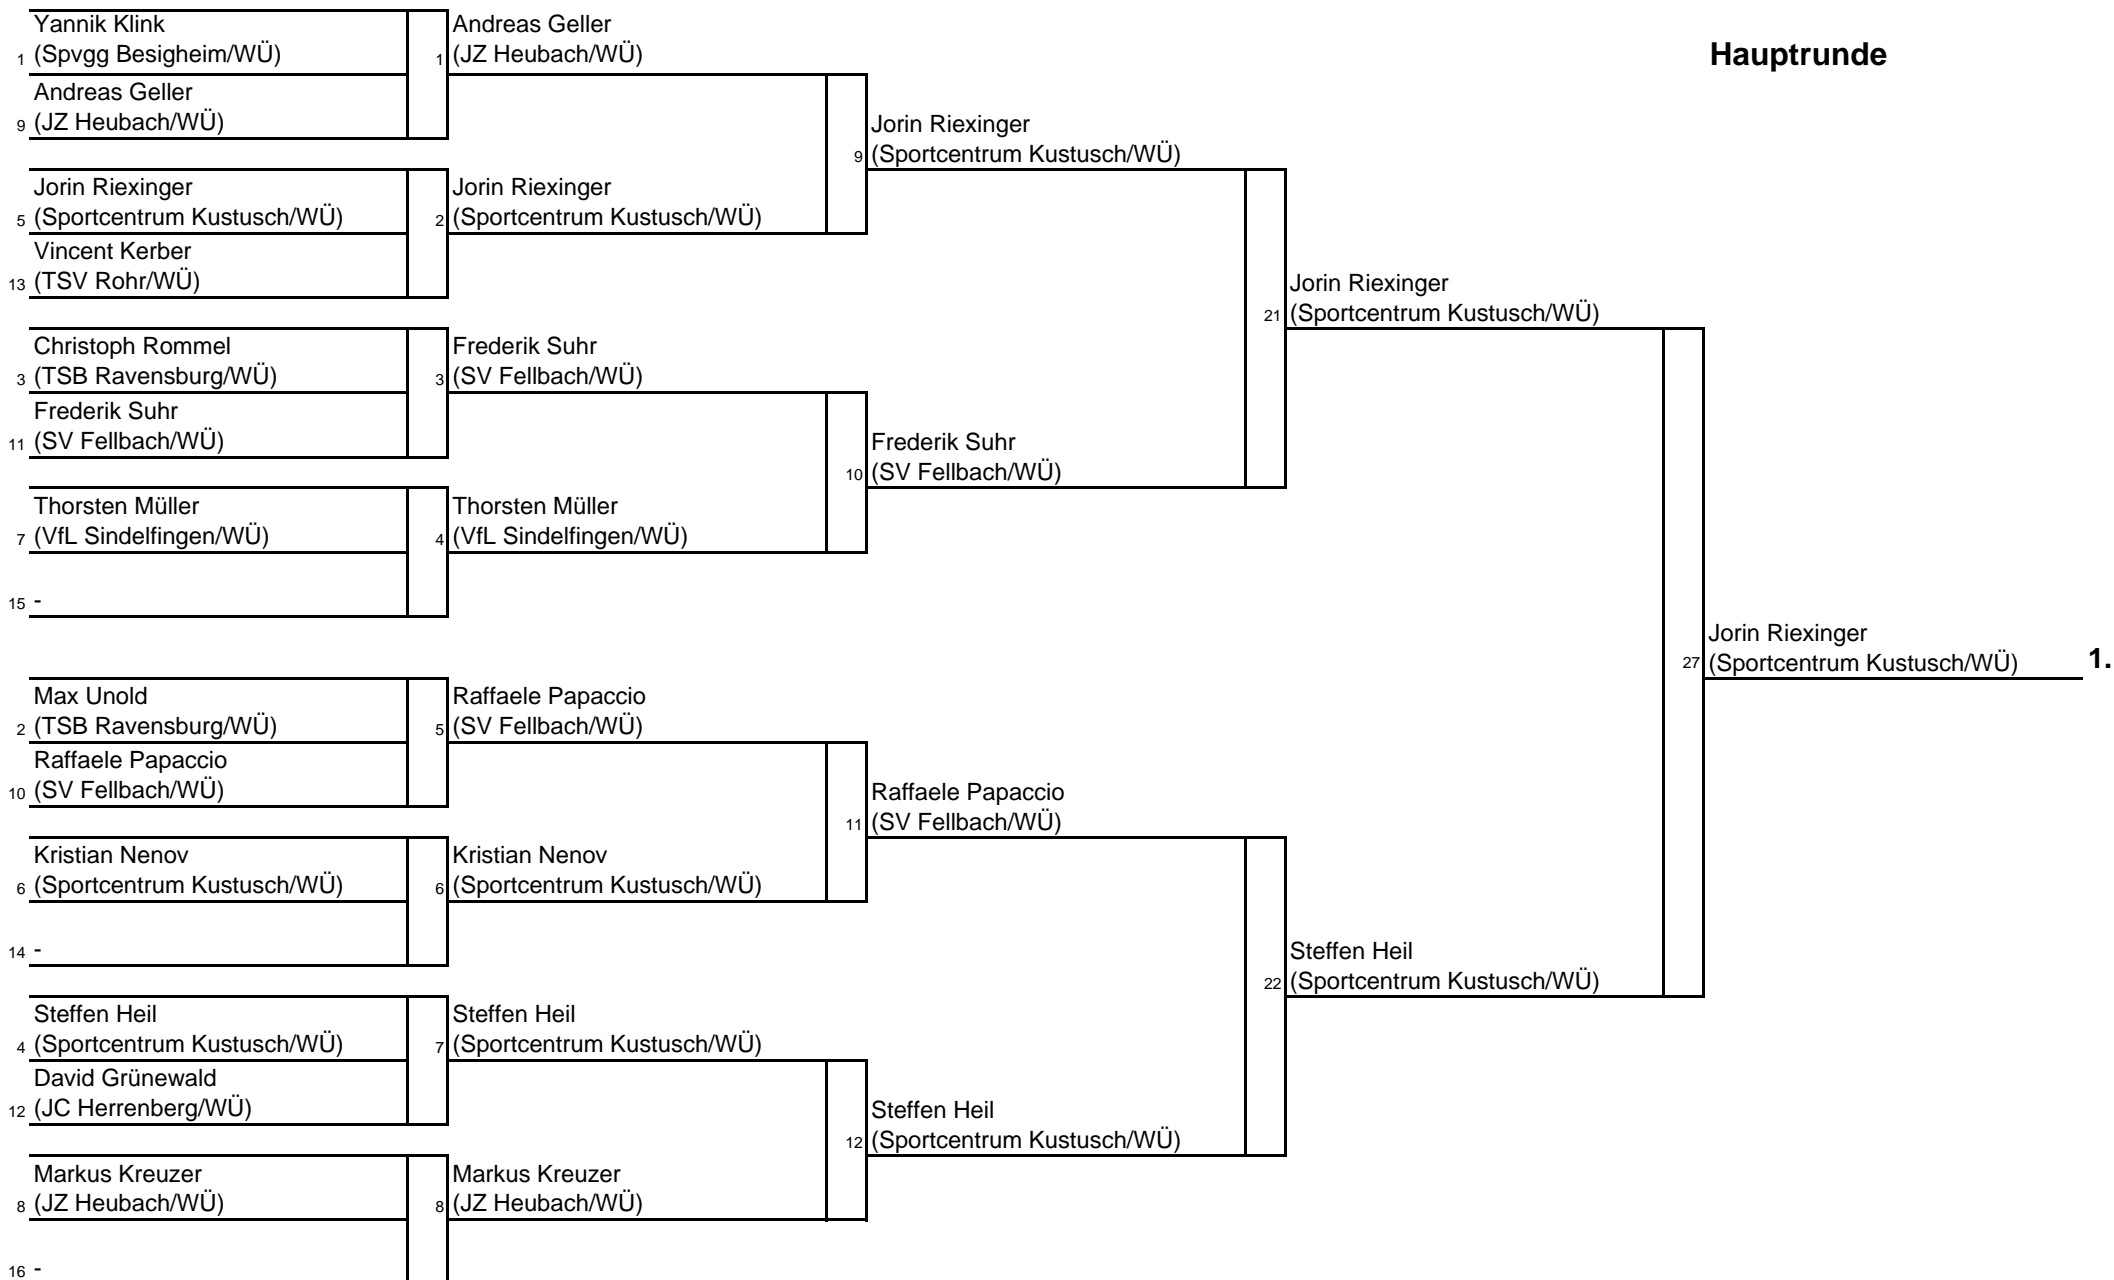 Hauptrunde
Yannik Klink
1 (Spvgg Besigheim/WÜ)
Andreas Geller
9 (JZ Heubach/WÜ)
Jorin Riexinger
5 (Sportcentrum Kustusch/WÜ)
Vincent Kerber
13 (TSV Rohr/WÜ)
Christoph Rommel
3 (TSB Ravensburg/WÜ)
Frederik Suhr
11 (SV Fellbach/WÜ)
Thorsten Müller
7 (VfL Sindelfingen/WÜ)
15 -
Max Unold
2 (TSB Ravensburg/WÜ)
Raffaele Papaccio
10 (SV Fellbach/WÜ)
Kristian Nenov
6 (Sportcentrum Kustusch/WÜ)
14 -
Steffen Heil
4 (Sportcentrum Kustusch/WÜ)
David Grünewald
12 (JC Herrenberg/WÜ)
Markus Kreuzer
8 (JZ Heubach/WÜ)
16 -
Andreas Geller
1 (JZ Heubach/WÜ)
Jorin Riexinger
2 (Sportcentrum Kustusch/WÜ)
Frederik Suhr
3 (SV Fellbach/WÜ)
Thorsten Müller
4 (VfL Sindelfingen/WÜ)
Raffaele Papaccio
5 (SV Fellbach/WÜ)
Kristian Nenov
6 (Sportcentrum Kustusch/WÜ)
Steffen Heil
7 (Sportcentrum Kustusch/WÜ)
Markus Kreuzer
8 (JZ Heubach/WÜ)
Jorin Riexinger
9 (Sportcentrum Kustusch/WÜ)
Frederik Suhr
10 (SV Fellbach/WÜ)
Raffaele Papaccio
11 (SV Fellbach/WÜ)
Steffen Heil
12 (Sportcentrum Kustusch/WÜ)
Jorin Riexinger
21 (Sportcentrum Kustusch/WÜ)
Steffen Heil
22 (Sportcentrum Kustusch/WÜ)
Jorin Riexinger
27 (Sportcentrum Kustusch/WÜ) 1.